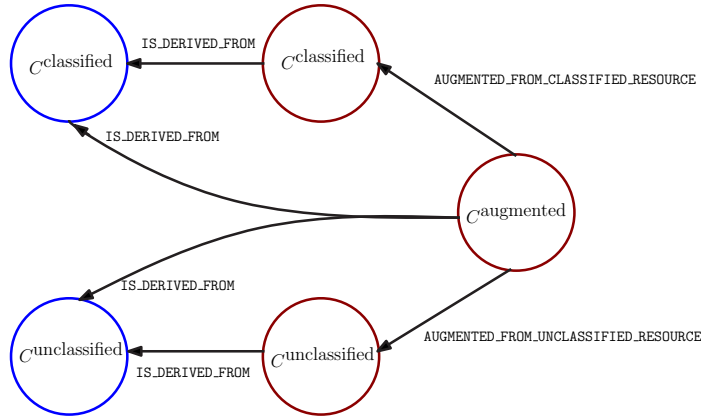 IS_DERIVED_FROM
C^classified
C^classified
AUGMENTED_FROM_CLASSIFIED_RESOURCE
IS_DERIVED_FROM
C^augmented
IS_DERIVED_FROM
AUGMENTED_FROM_UNCLASSIFIED_RESOURCE
C^unclassified
C^unclassified
IS_DERIVED_FROM